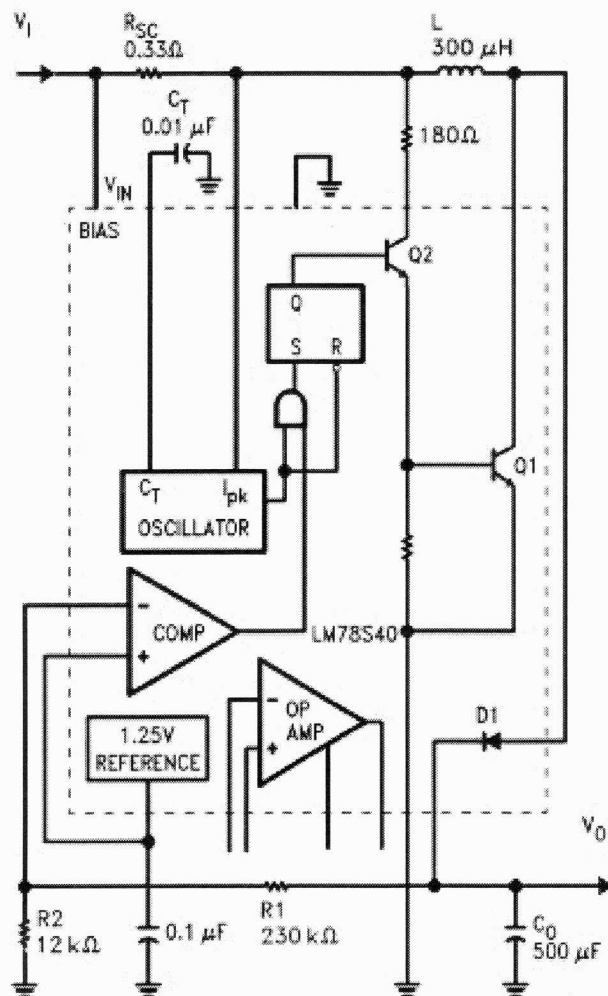 V_I
R_SC
0.33Ω
L
300 μH
C_T
0.01 μF
180Ω
V_IN
BIAS
Q2
Q
S R
Q1
C_T I_pk
OSCILLATOR
-
COMP
+
LM78S40
-
OP
AMP
+
1.25V
REFERENCE
D1
V_O
R2
12 kΩ
0.1 μF
R1
230 kΩ
C_O
500 μF